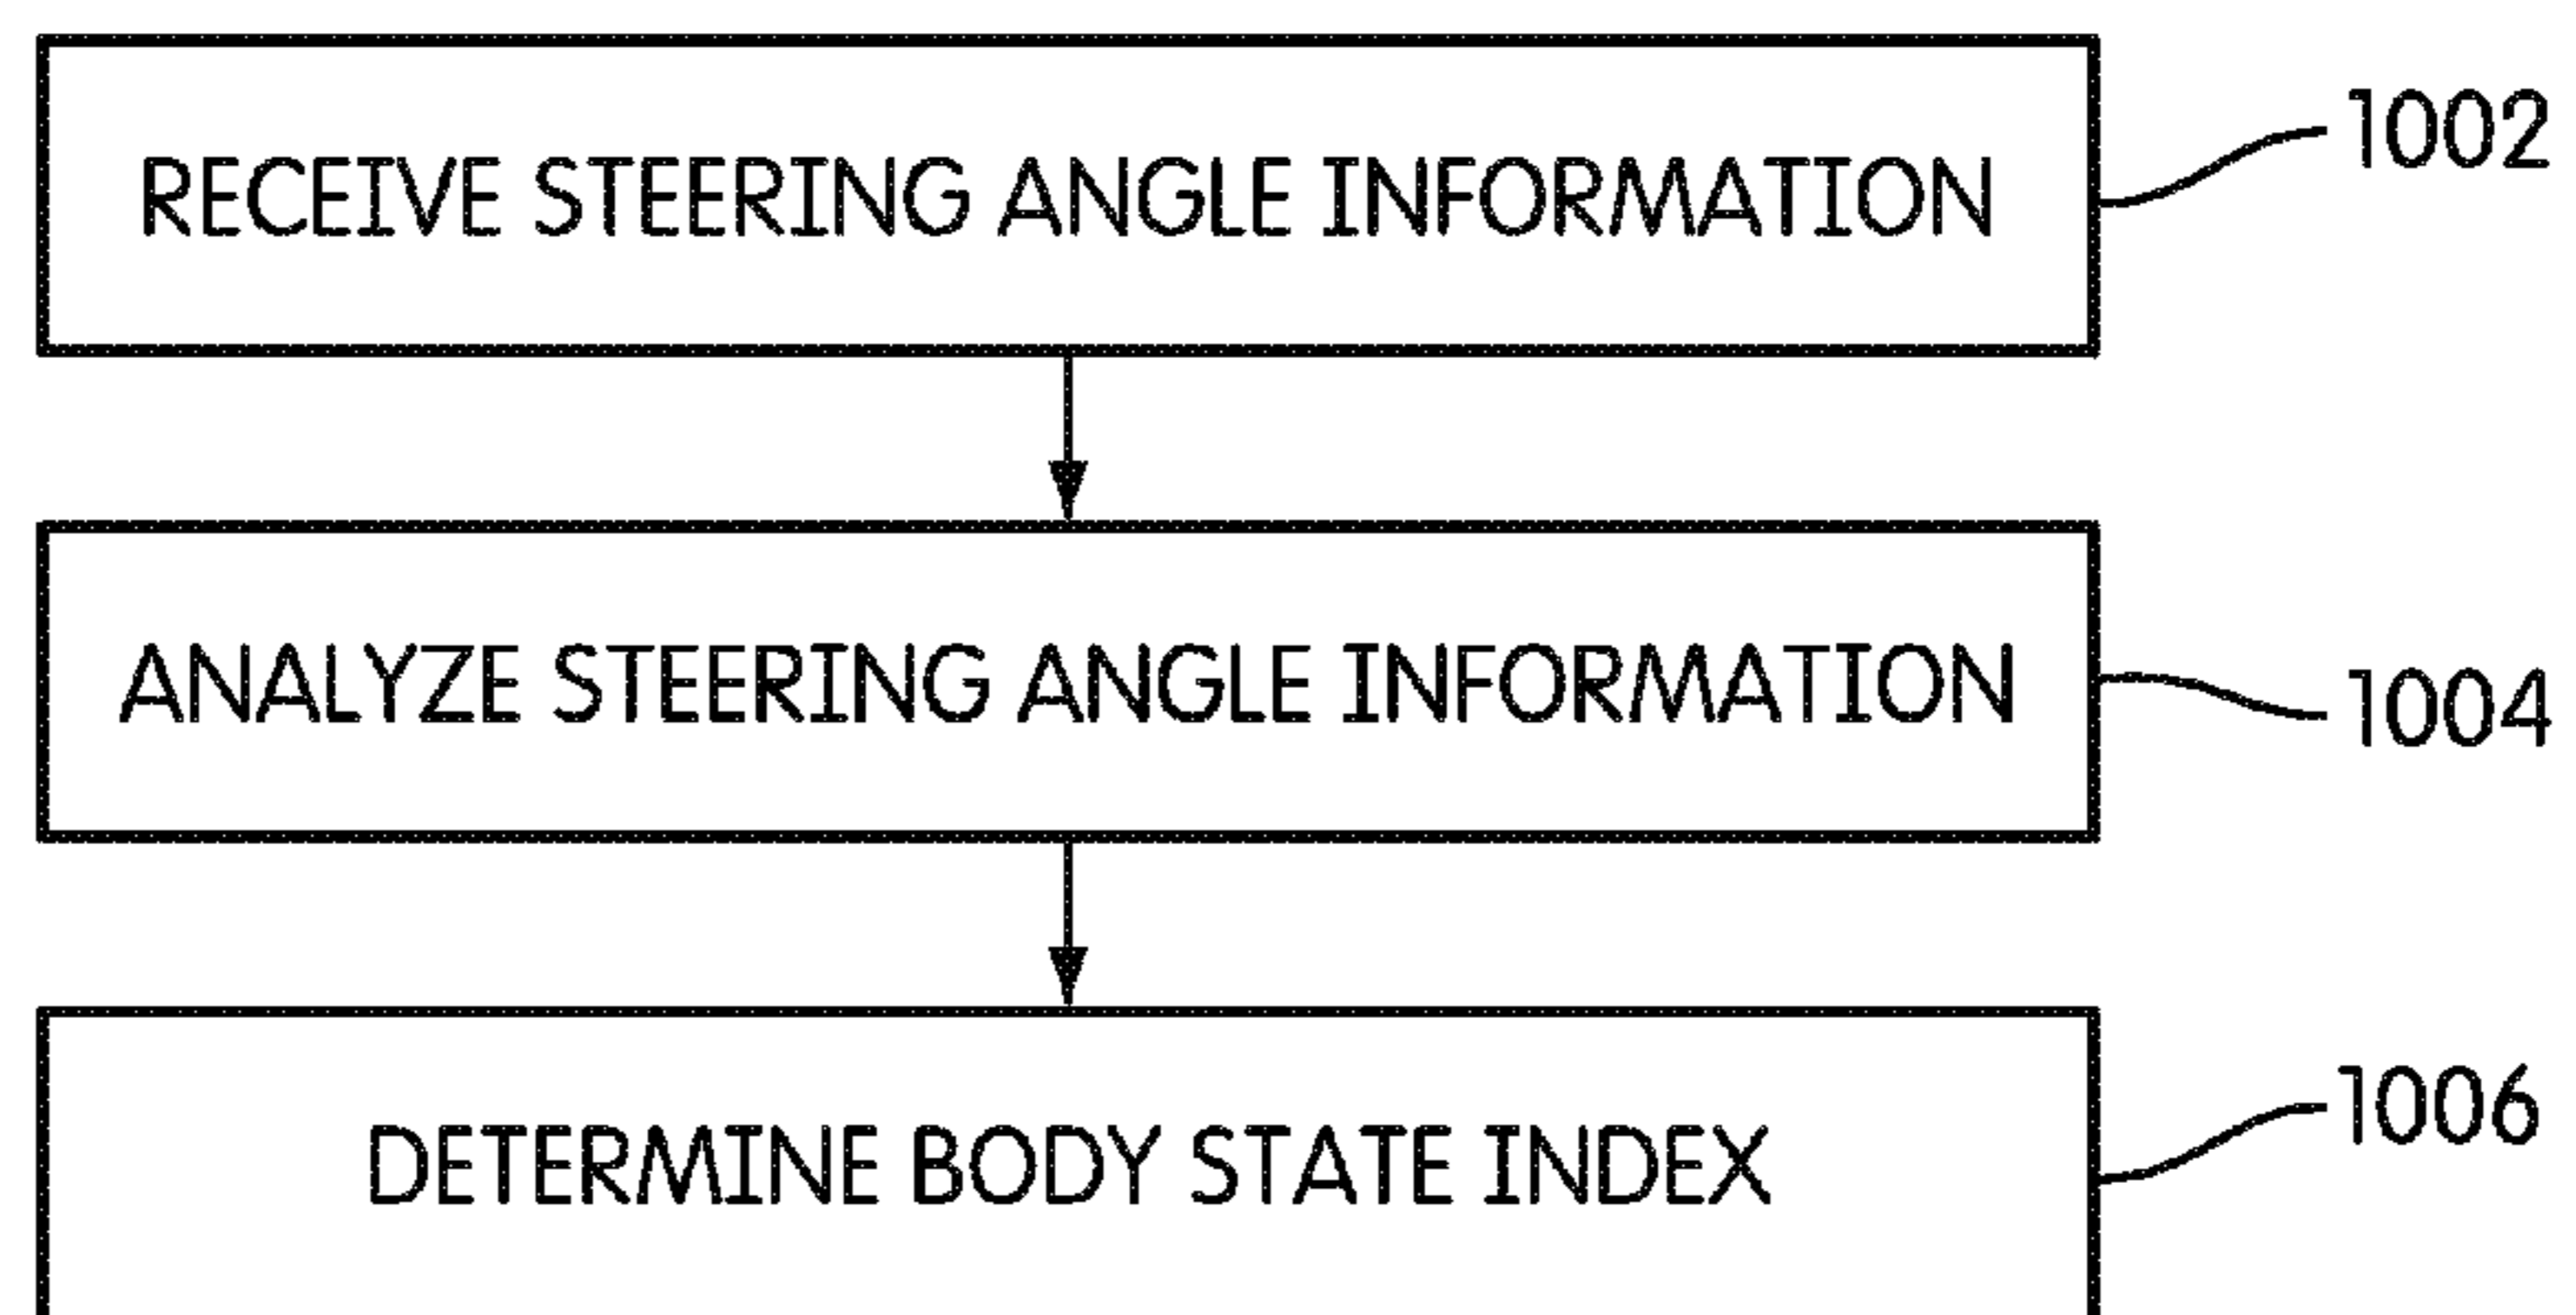 RECEIVE STEERING ANGLE INFORMATION
1002
ANALYZE STEERING ANGLE INFORMATION
1004
DETERMINE BODY STATE INDEX
1006